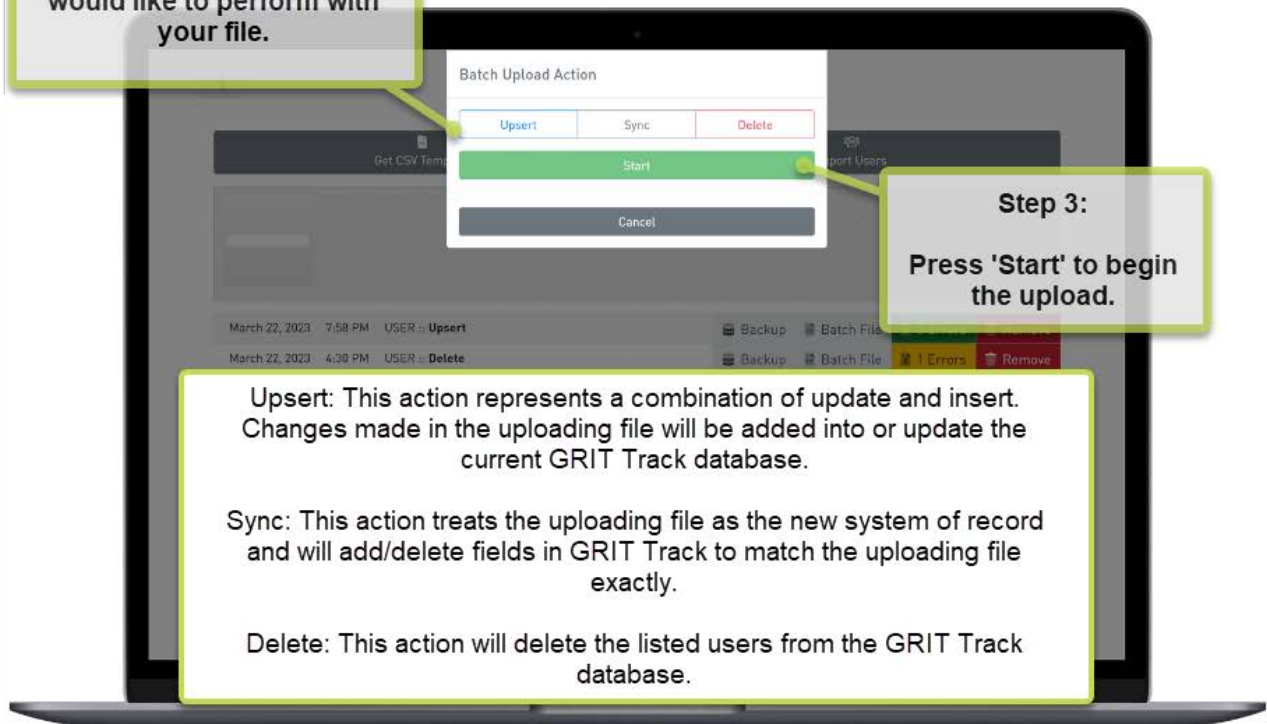 would like to perform with
your file.
Batch Upload Action
Upsert Sync Delete
Get CSV Temp
port Users
Start
Cancel
Step 3:
Press 'Start' to begin
the upload.
March 22, 2023 7:58 PM USER :: Upsert Backup Batch File
March 22, 2023 4:30 PM USER :: Delete Backup Batch File 1 Errors Remove
Upsert: This action represents a combination of update and insert.
Changes made in the uploading file will be added into or update the
current GRIT Track database.
Sync: This action treats the uploading file as the new system of record
and will add/delete fields in GRIT Track to match the uploading file
exactly.
Delete: This action will delete the listed users from the GRIT Track
database.